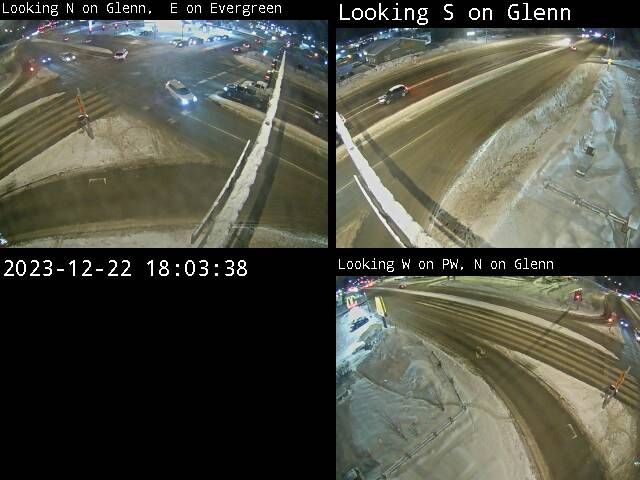 Looking N on Glenn,  E on Evergreen
Looking S on Glenn
2023-12-22 18:03:38
Looking W on PW, N on Glenn